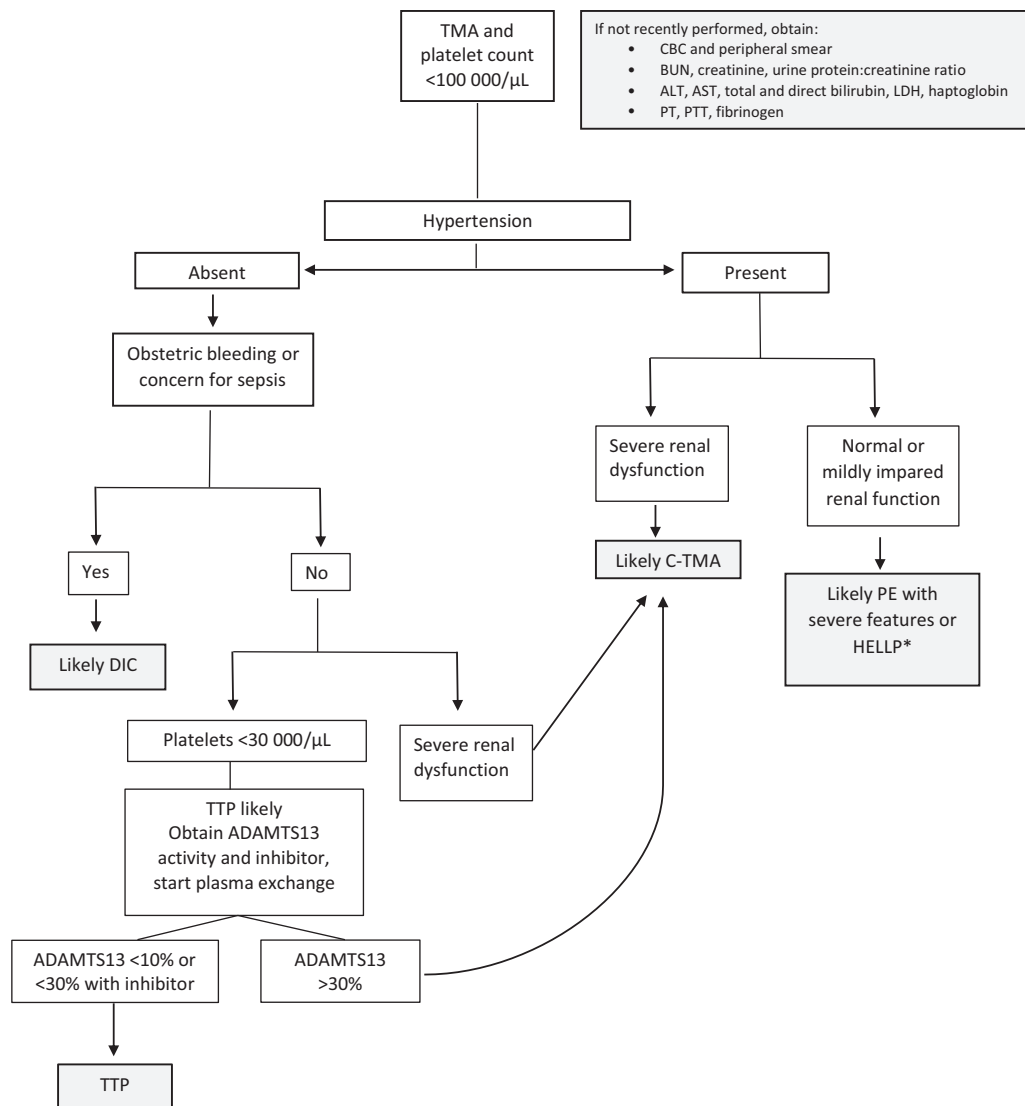 TMA and
platelet count
<100 000/µL
If not recently performed, obtain:
• CBC and peripheral smear
• BUN, creatinine, urine protein:creatinine ratio
• ALT, AST, total and direct bilirubin, LDH, haptoglobin
• PT, PTT, fibrinogen
Hypertension
Absent
Present
Obstetric bleeding or
concern for sepsis
Severe renal
dysfunction
Normal or
mildly impared
renal function
Yes
No
Likely C-TMA
Likely PE with
severe features or
HELLP*
Likely DIC
Platelets <30 000/µL
Severe renal
dysfunction
TTP likely
Obtain ADAMTS13
activity and inhibitor,
start plasma exchange
ADAMTS13 <10% or
<30% with inhibitor
ADAMTS13
>30%
TTP